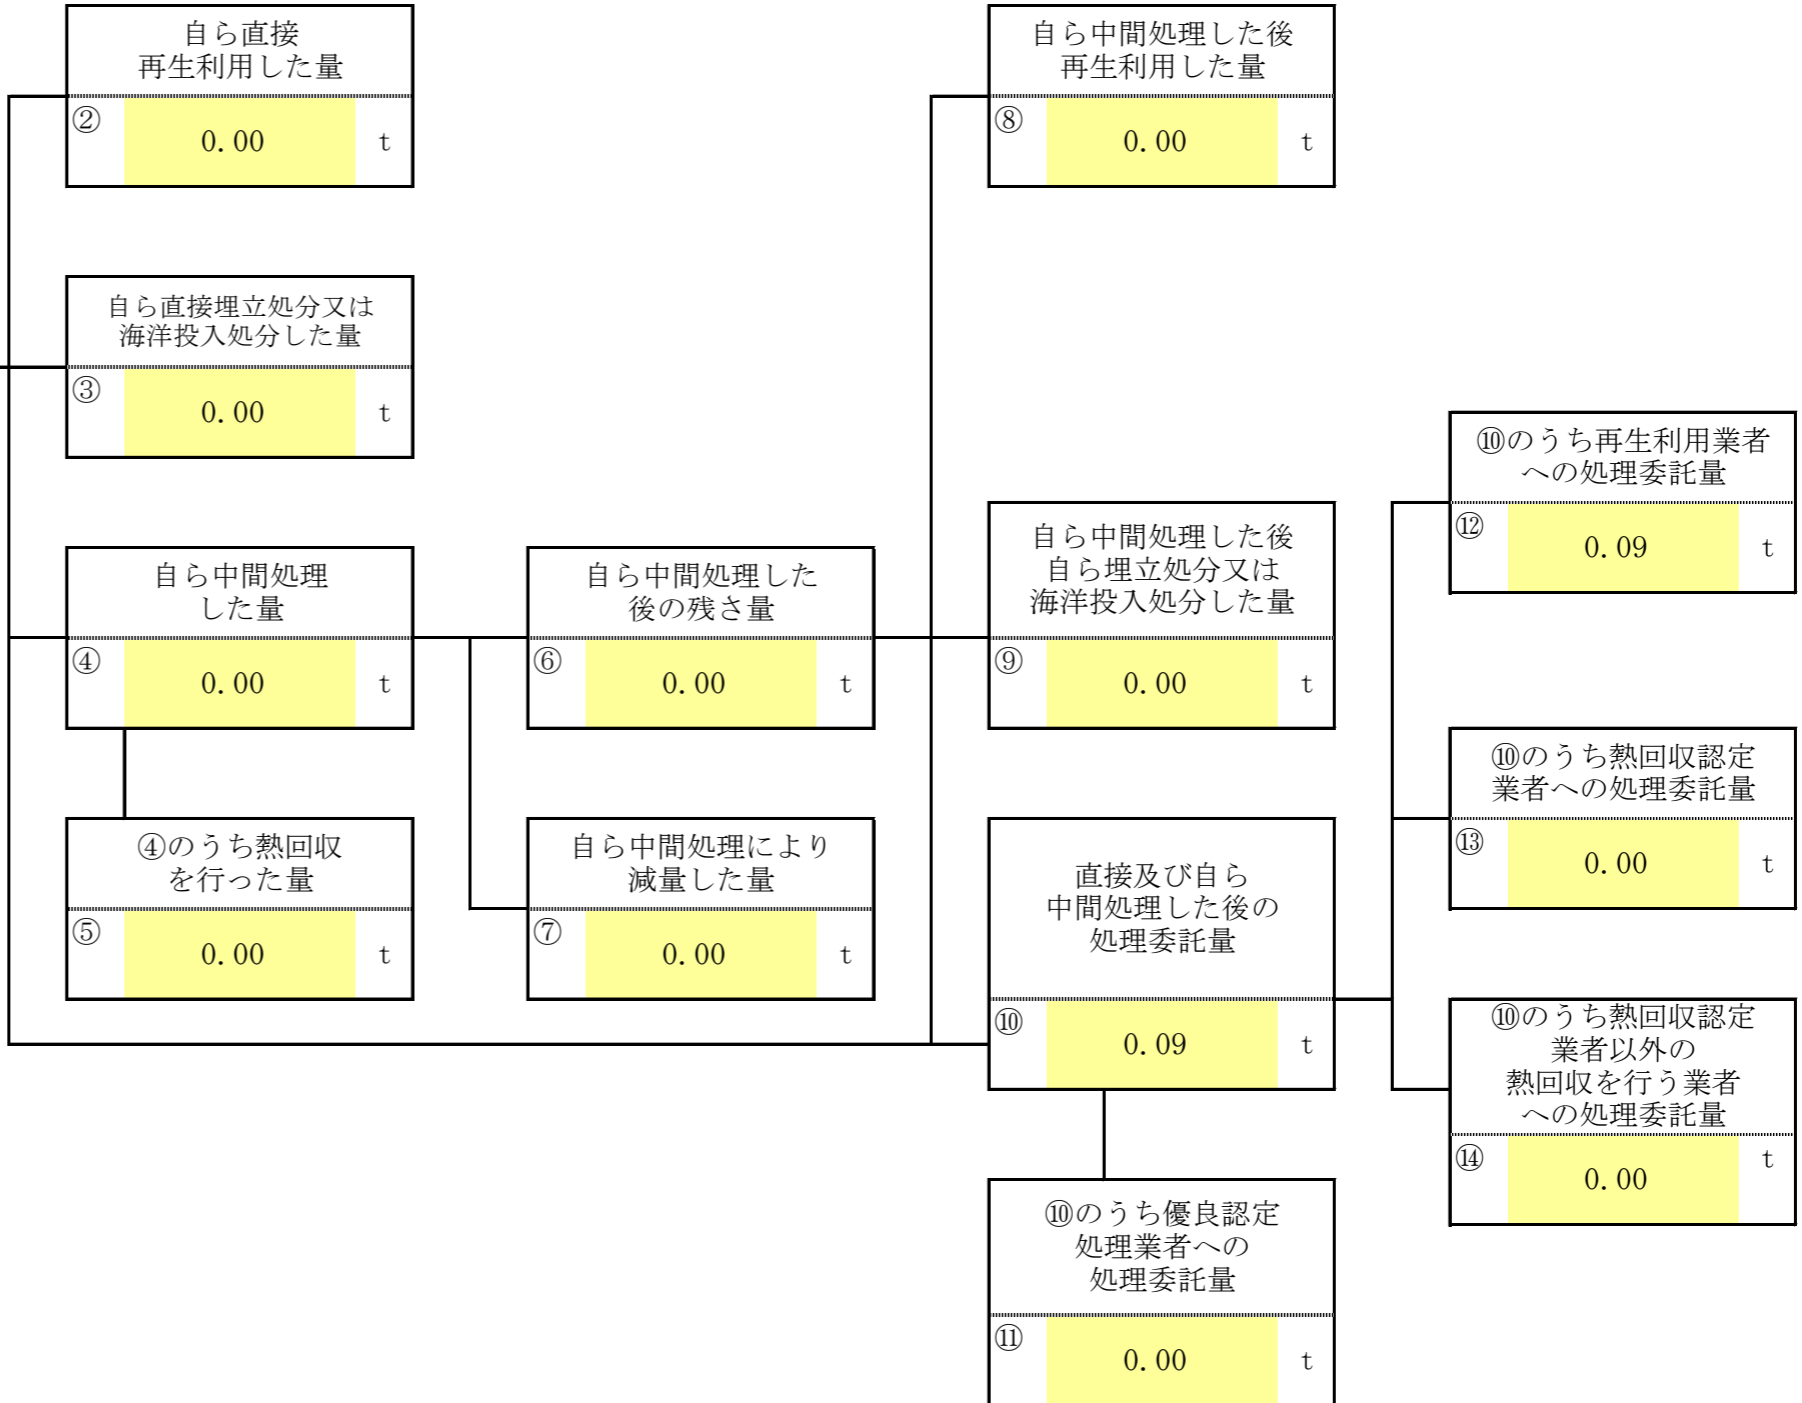 自ら直接
再生利用した量
②
0.00
t
自ら中間処理した後
再生利用した量
⑧
0.00
t
自ら直接埋立処分又は
海洋投入処分した量
③
0.00
t
⑩のうち再生利用業者
への処理委託量
⑫
0.09
t
自ら中間処理
した量
④
0.00
t
自ら中間処理した
後の残さ量
⑥
0.00
t
自ら中間処理した後
自ら埋立処分又は
海洋投入処分した量
⑨
0.00
t
⑩のうち熱回収認定
業者への処理委託量
⑬
0.00
t
④のうち熱回収
を行った量
⑤
0.00
t
自ら中間処理により
減量した量
⑦
0.00
t
直接及び自ら
中間処理した後の
処理委託量
⑩
0.09
t
⑩のうち熱回収認定
業者以外の
熱回収を行う業者
への処理委託量
⑭
0.00
t
⑩のうち優良認定
処理業者への
処理委託量
⑪
0.00
t